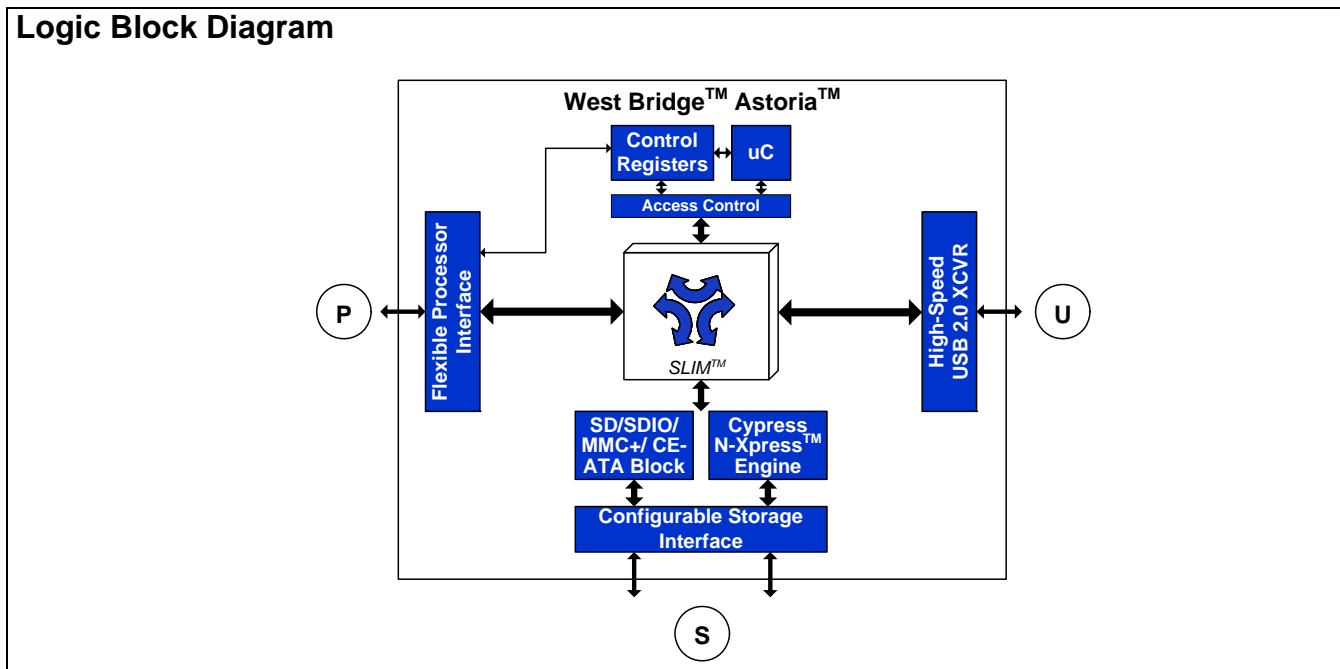 Logic Block Diagram
West Bridge™ Astoria™
Control
Registers
uC
Access Control
Flexible Processor
Interface
P
SLIM™
High-Speed
USB 2.0 XCVR
U
SD/SDIO/
MMC+/ CE-
ATA Block
Cypress
N-Xpress™
Engine
Configurable Storage
Interface
S